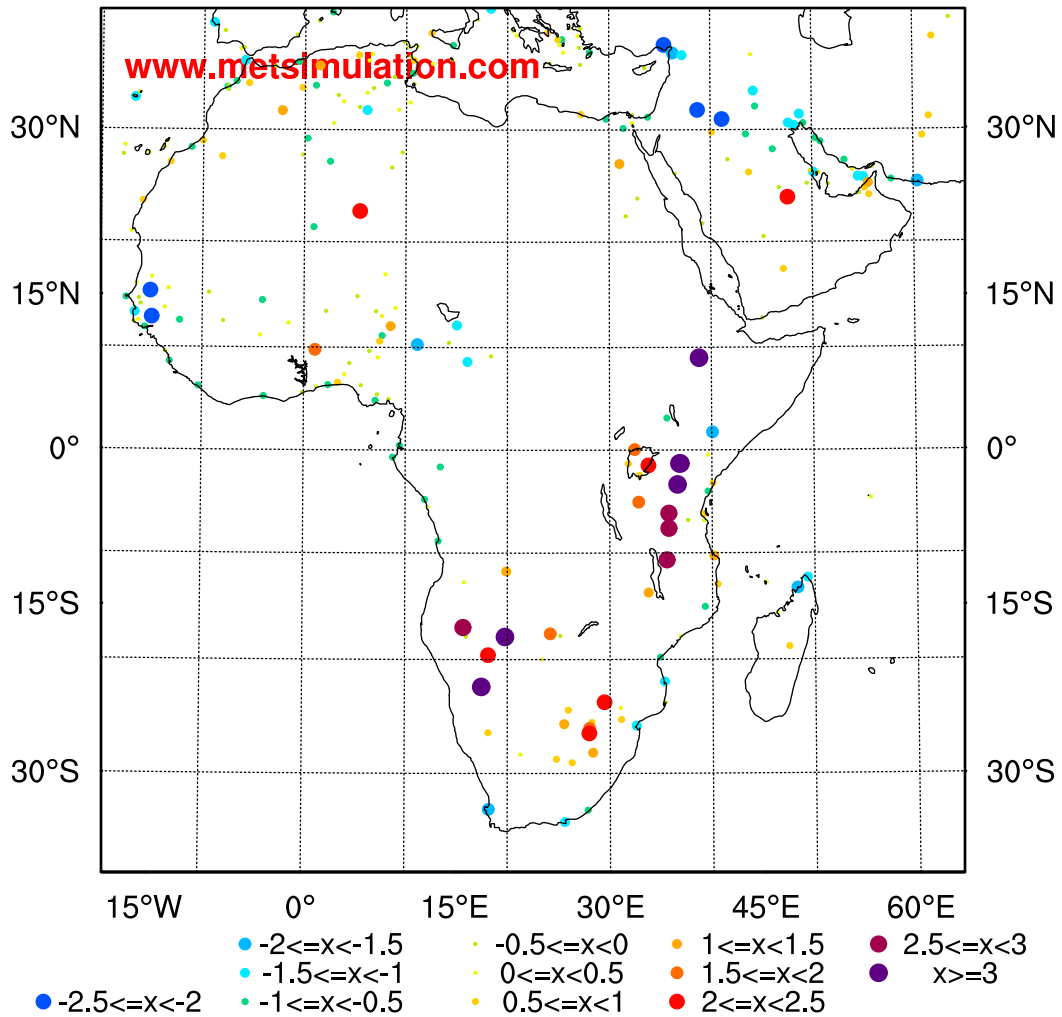 www.metsimulation.com
30°N 30°N
15°N 15°N
0° 0°
15°S 15°S
30°S 30°S
15°W 0° 15°E 30°E 45°E 60°E
-2<=x<-1.5 -0.5<=x<0 1<=x<1.5 2.5<=x<3
-1.5<=x<-1 0<=x<0.5 1.5<=x<2 x>=3
-2.5<=x<-2 -1<=x<-0.5 0.5<=x<1 2<=x<2.5